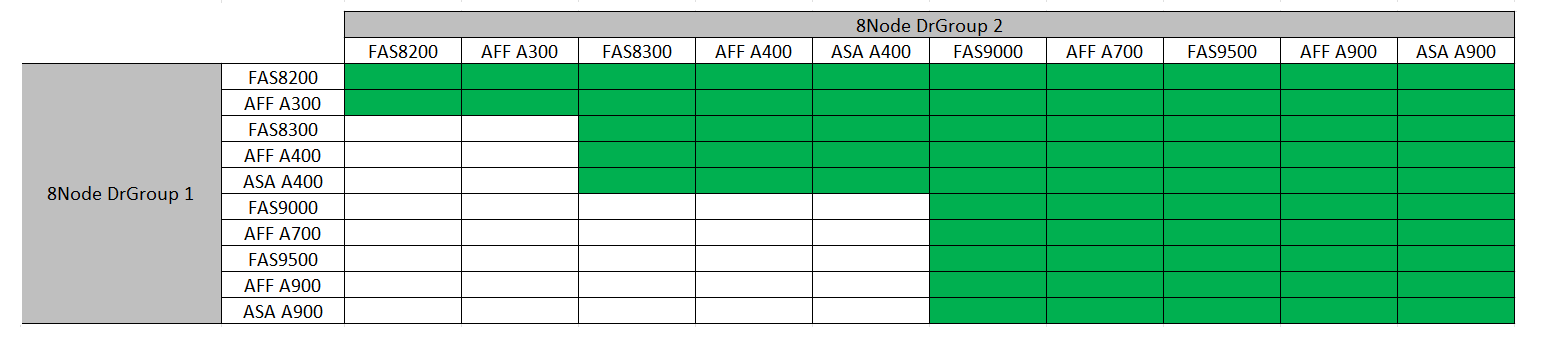 8Node DrGroup 2
FAS8200 AFF A300 FAS8300 AFF A400 ASA A400 FAS9000 AFF A700 FAS9500 AFF A900 ASA A900
8Node DrGroup 1
FAS8200
AFF A300
FAS8300
AFF A400
ASA A400
FAS9000
AFF A700
FAS9500
AFF A900
ASA A900